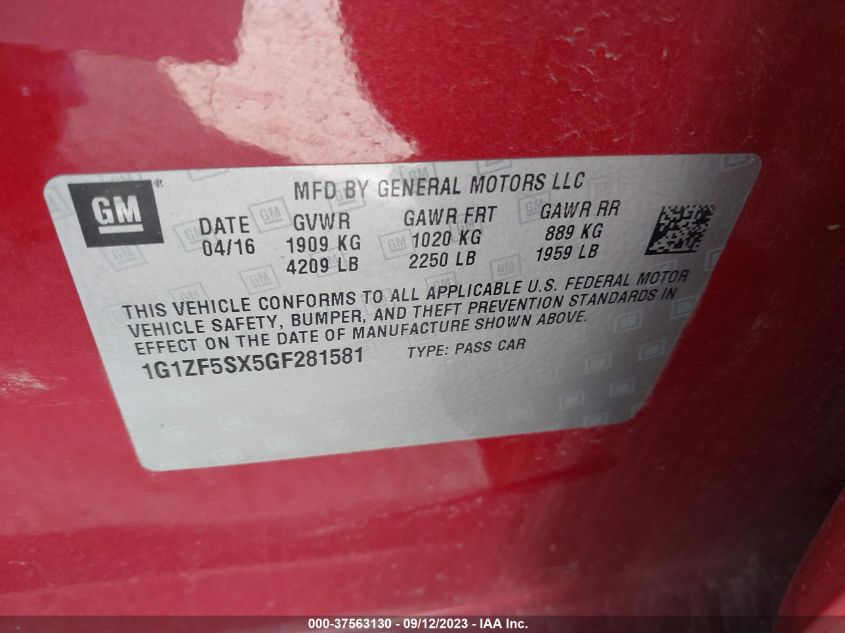 GM®
MFD BY GENERAL MOTORS LLC
DATE GVWR GAWR FRT GAWR RR
04/16 1909 KG 1020 KG 889 KG
4209 LB 2250 LB 1959 LB
THIS VEHICLE CONFORMS TO ALL APPLICABLE U.S. FEDERAL MOTOR
VEHICLE SAFETY, BUMPER, AND THEFT PREVENTION STANDARDS IN
EFFECT ON THE DATE OF MANUFACTURE SHOWN ABOVE.
1G1ZF5SX5GF281581 TYPE: PASS CAR
000-37563130 - 09/12/2023 - IAA Inc.